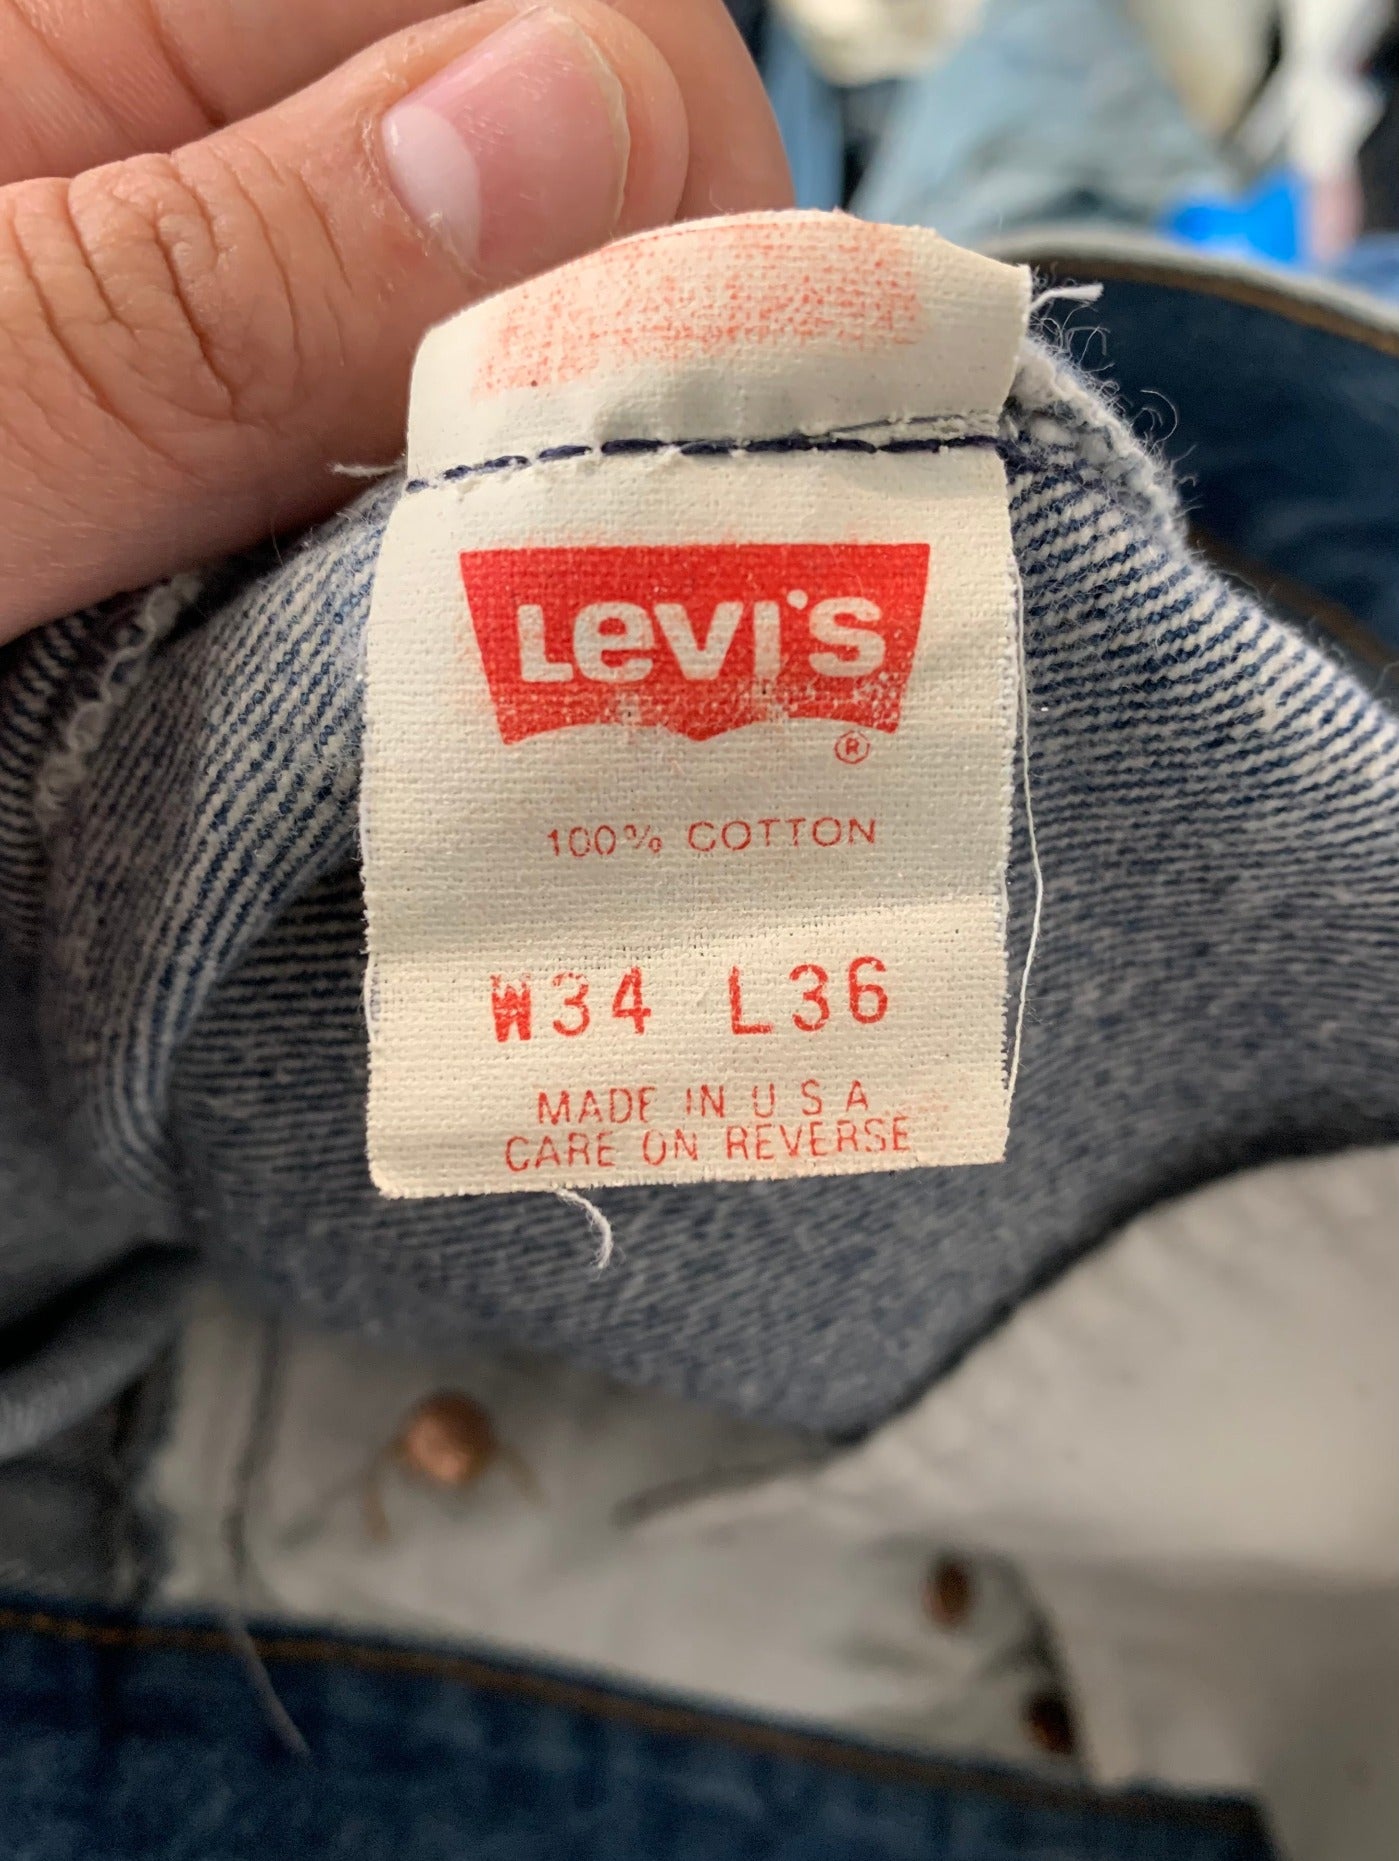 Levi's
®
100% COTTON
W34 L36
MADE IN U S A
CARE ON REVERSE